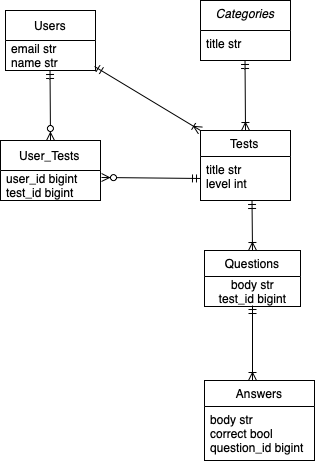 Users
email str
name str
Categories
title str
User_Tests
user_id bigint
test_id bigint
Tests
title str
level int
Questions
body str
test_id bigint
Answers
body str
correct bool
question_id bigint